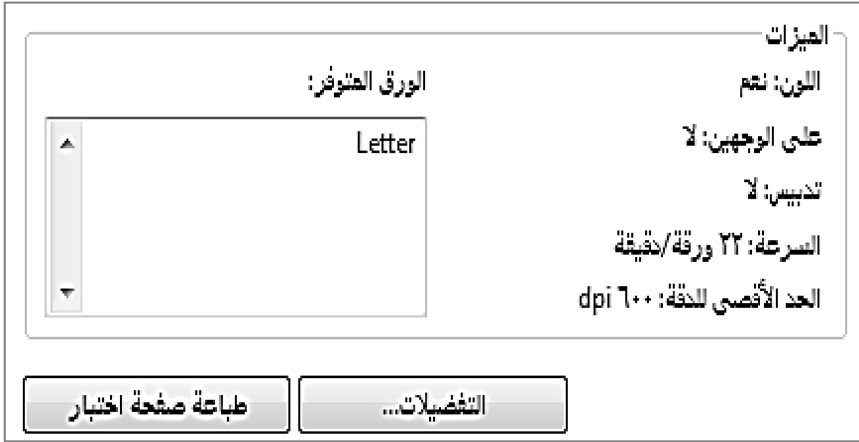 الميزات
اللون: نعم
الورق المتوفر:
على الوجهين: لا
Letter
تدبيس: لا
السرعة: ٢٢ ورقة/دقيقة
الحد الأقصى للدقة: ٦٠٠ dpi
التفضيلات...
طباعة صفحة اختبار